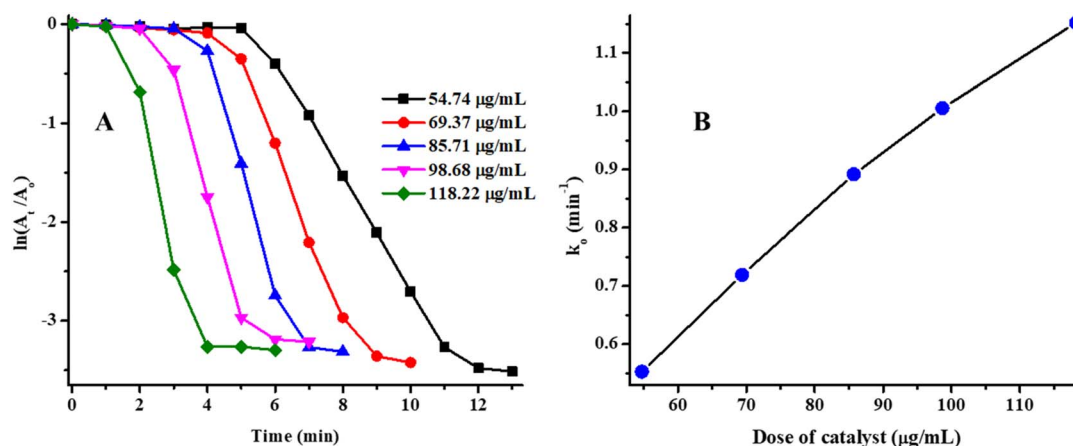 A
54.74 µg/mL
69.37 µg/mL
85.71 µg/mL
98.68 µg/mL
118.22 µg/mL
ln(Aₜ/Aₒ)
0
-1
-2
-3
0 2 4 6 8 10 12
Time (min)
B
kₒ (min⁻¹)
1.1
1.0
0.9
0.8
0.7
0.6
60 70 80 90 100 110
Dose of catalyst (µg/mL)